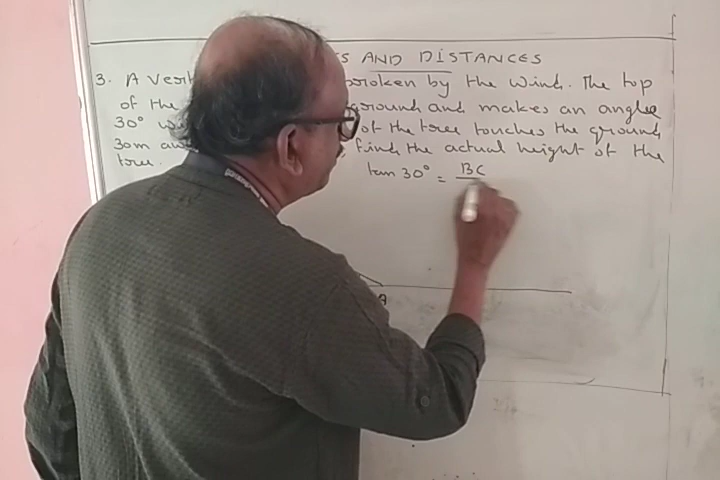 S AND DISTANCES
3. A vert broken by the wind. The top
of the ground and makes an angle
30° of the tree touches the ground
30m find the actual height of the
tree.
tan 30° = BC
A